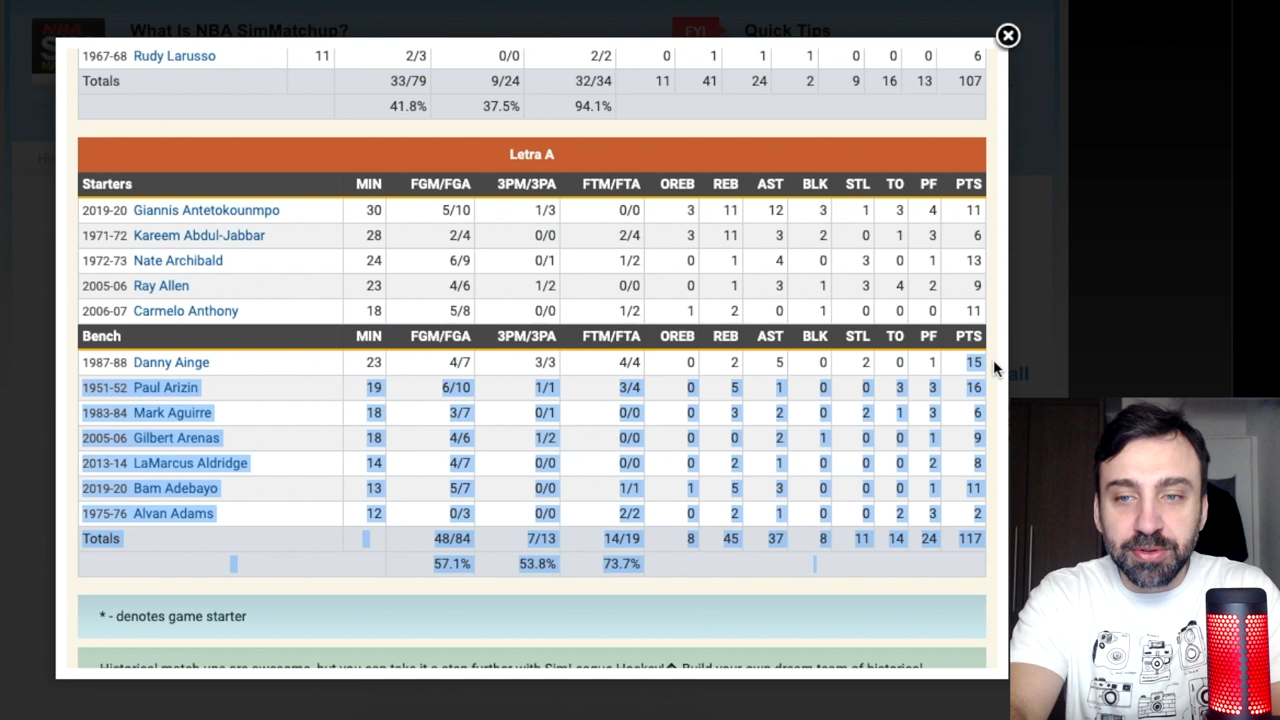 What Is NBA SimMatchup?
FYI
Quick Tips
1967-68 Rudy Larusso 11 2/3 0/0 2/2 0 1 1 1 0 0 0 6
Totals 33/79 9/24 32/34 11 41 24 2 9 16 13 107
41.8% 37.5% 94.1%
Letra A
Starters MIN FGM/FGA 3PM/3PA FTM/FTA OREB REB AST BLK STL TO PF PTS
2019-20 Giannis Antetokounmpo 30 5/10 1/3 0/0 3 11 12 3 1 3 4 11
1971-72 Kareem Abdul-Jabbar 28 2/4 0/0 2/4 3 11 3 2 0 1 3 6
1972-73 Nate Archibald 24 6/9 0/1 1/2 0 1 4 0 3 0 1 13
2005-06 Ray Allen 23 4/6 1/2 0/0 0 1 3 1 3 4 2 9
2006-07 Carmelo Anthony 18 5/8 0/0 1/2 1 2 0 1 0 0 0 11
Bench MIN FGM/FGA 3PM/3PA FTM/FTA OREB REB AST BLK STL TO PF PTS
1987-88 Danny Ainge 23 4/7 3/3 4/4 0 2 5 0 2 0 1 15
1951-52 Paul Arizin 19 6/10 1/1 3/4 0 5 1 0 0 3 3 16
1983-84 Mark Aguirre 18 3/7 0/1 0/0 0 3 2 0 2 1 3 6
2005-06 Gilbert Arenas 18 4/6 1/2 0/0 0 0 2 1 0 0 1 9
2013-14 LaMarcus Aldridge 14 4/7 0/0 0/0 0 2 1 0 0 0 2 8
2019-20 Bam Adebayo 13 5/7 0/0 1/1 1 5 3 0 0 0 1 11
1975-76 Alvan Adams 12 0/3 0/0 2/2 0 2 1 0 0 2 3 2
Totals 48/84 7/13 14/19 8 45 37 8 11 14 24 117
57.1% 53.8% 73.7%
* - denotes game starter